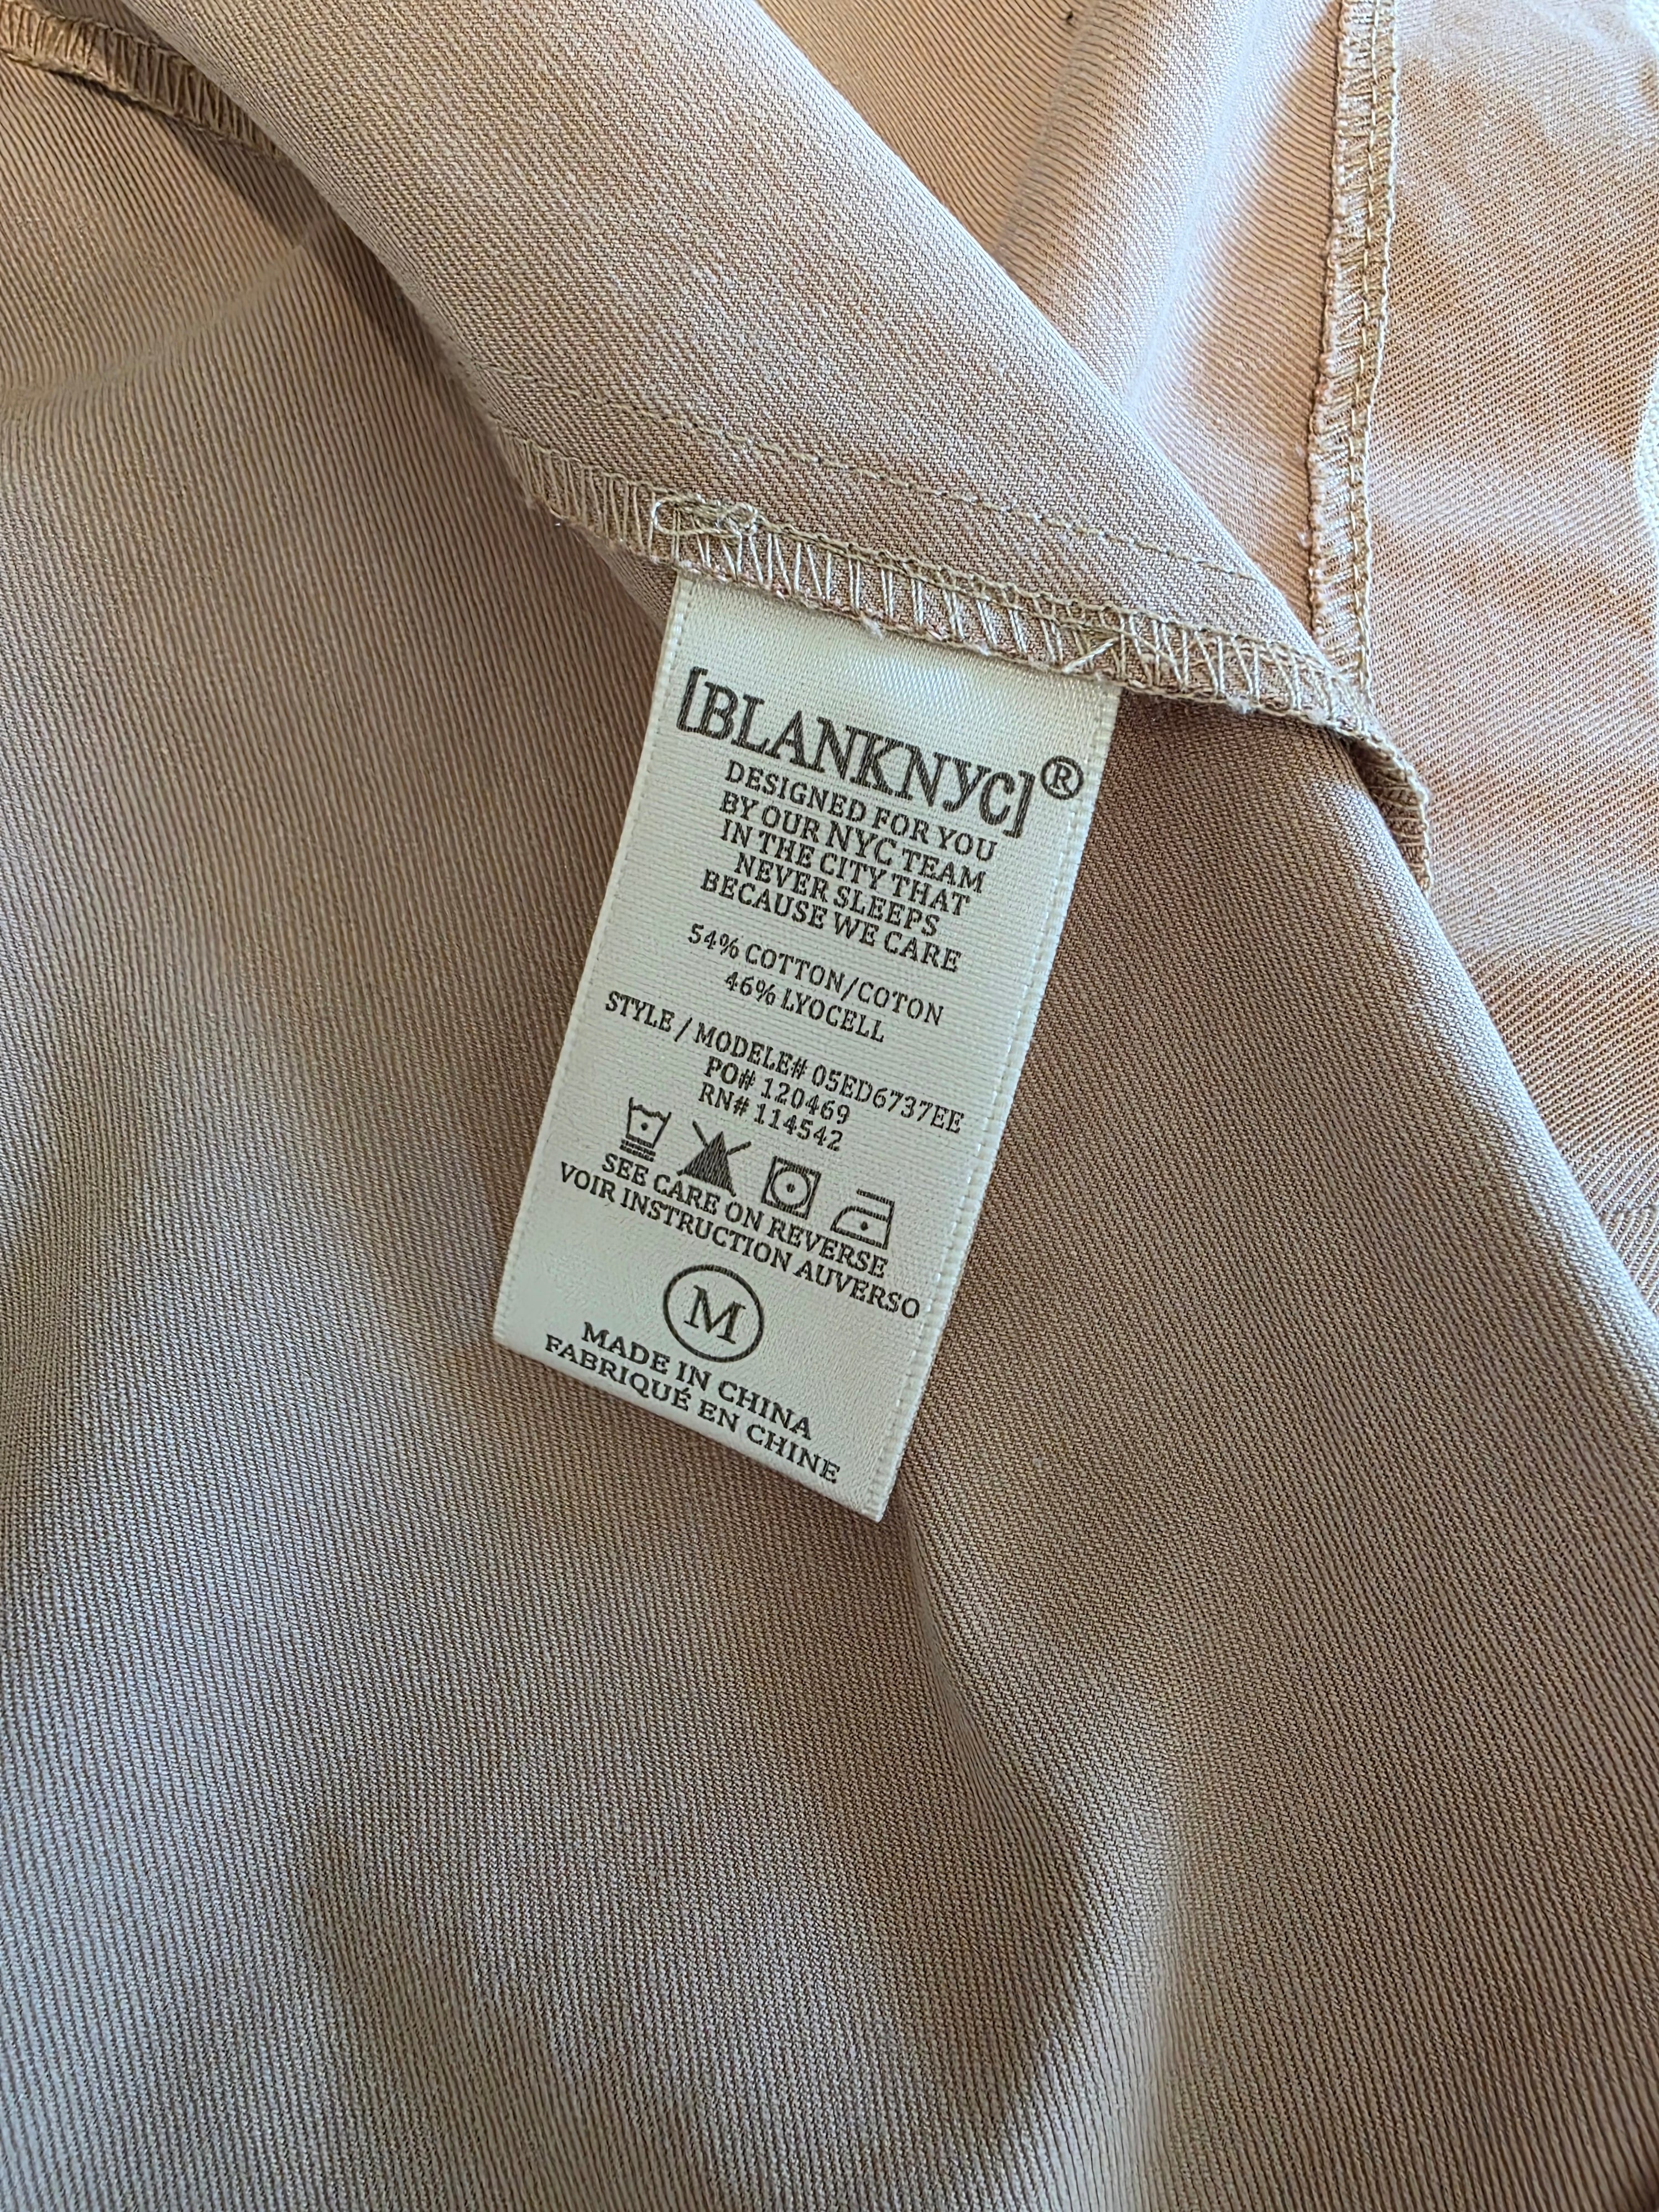 [BLANKNYC]®
DESIGNED FOR YOU
BY OUR NYC TEAM
IN THE CITY THAT
NEVER SLEEPS
BECAUSE WE CARE
54% COTTON/COTON
46% LYOCELL
STYLE / MODELE# 05ED6737EE
PO# 120469
RN# 114542
SEE CARE ON REVERSE
VOIR INSTRUCTION AUVERSO
M
MADE IN CHINA
FABRIQUÉ EN CHINE